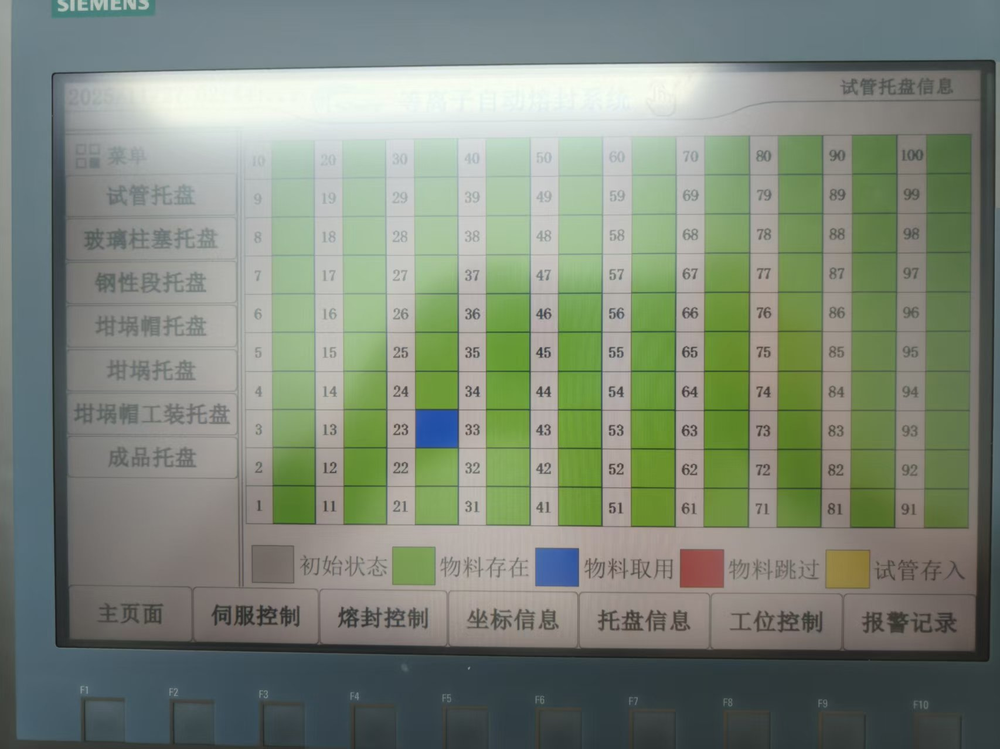 SIEMENS
等离子自动熔封系统
试管托盘信息
菜单
试管托盘
玻璃柱塞托盘
钢性段托盘
坩埚帽托盘
坩埚托盘
坩埚帽工装托盘
成品托盘
10 20 30 40 50 60 70 80 90 100
9 19 29 39 49 59 69 79 89 99
8 18 28 38 48 58 68 78 88 98
7 17 27 37 47 57 67 77 87 97
6 16 26 36 46 56 66 76 86 96
5 15 25 35 45 55 65 75 85 95
4 14 24 34 44 54 64 74 84 94
3 13 23 33 43 53 63 73 83 93
2 12 22 32 42 52 62 72 82 92
1 11 21 31 41 51 61 71 81 91
初始状态 物料存在 物料取用 物料跳过 试管存入
主页面 伺服控制 熔封控制 坐标信息 托盘信息 工位控制 报警记录
F1 F2 F3 F4 F5 F6 F7 F8 F9 F10